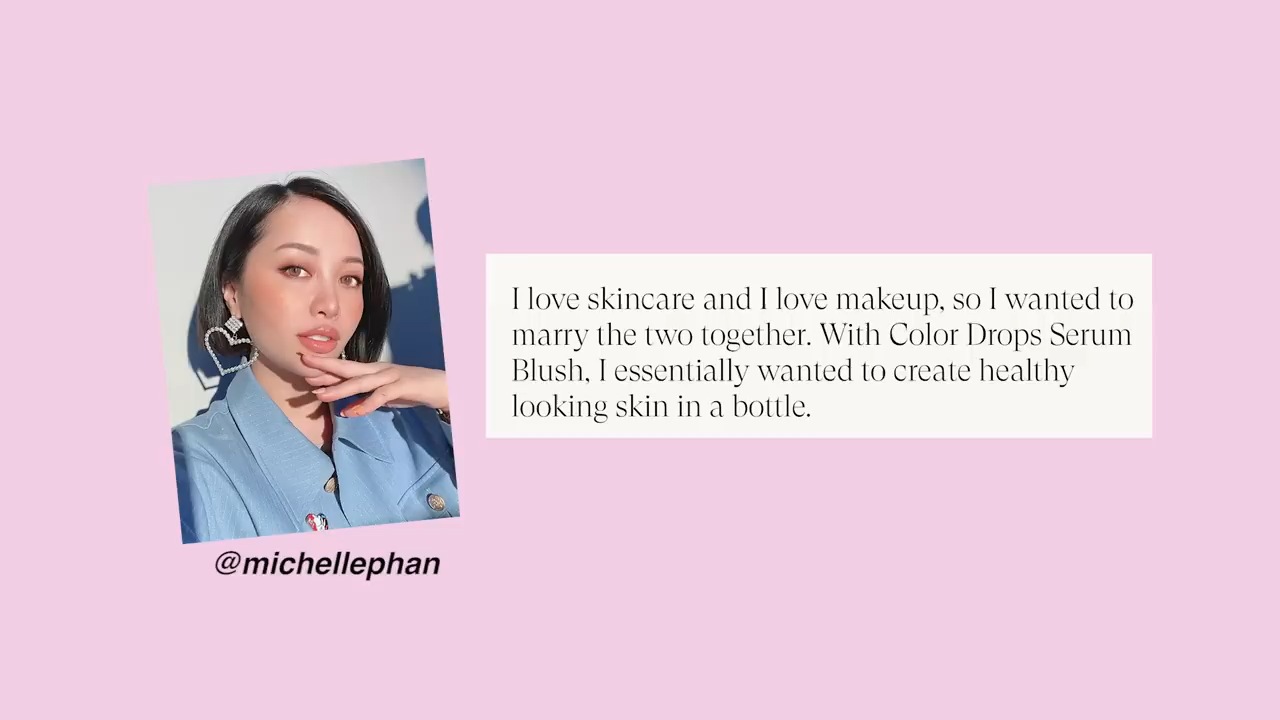 I love skincare and I love makeup, so I wanted to
marry the two together. With Color Drops Serum
Blush, I essentially wanted to create healthy
looking skin in a bottle.
@michellephan